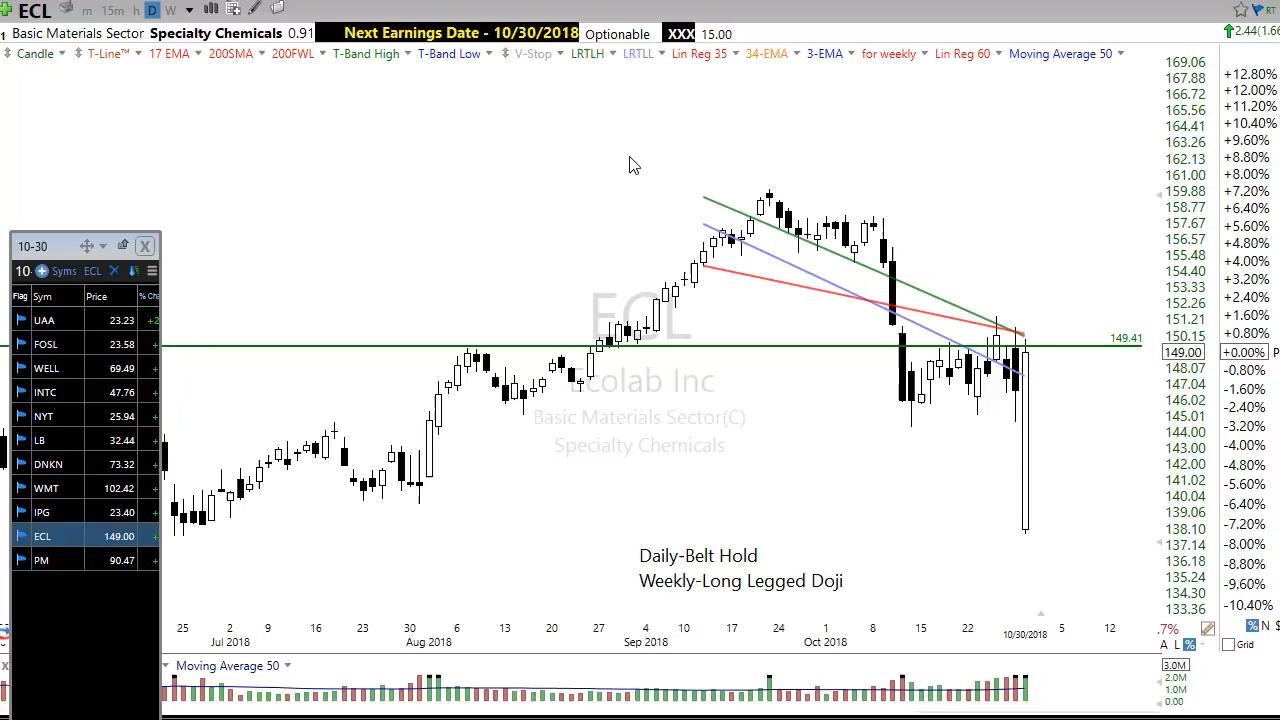 ECL m 15m h D W RT
1 Basic Materials Sector Specialty Chemicals 0.91 Next Earnings Date - 10/30/2018 Optionable XXX 15.00 2.44(1.66
Candle T-Line™ 17 EMA 200SMA 200FWL T-Band High T-Band Low V-Stop LRTLH LRTLL Lin Reg 35 34-EMA 3-EMA for weekly Lin Reg 60 Moving Average 50
169.06
167.88 +12.80%
166.72 +12.00%
165.56 +11.20%
164.41 +10.40%
163.26 +9.60%
162.13 +8.80%
161.00 +8.00%
159.88 +7.20%
158.77 +6.40%
157.67 +5.60%
156.57 +4.80%
155.48 +4.00%
154.40 +3.20%
153.33 +2.40%
152.26 +1.60%
151.21 +0.80%
150.15
149.41
149.00 +0.00% P
148.07 -0.80%
147.04 -1.60%
146.02 -2.40%
145.01 -3.20%
144.00 -4.00%
143.00 -4.80%
142.00 -5.60%
141.02 -6.40%
140.04 -7.20%
139.06 -8.00%
138.10 -8.80%
137.14 -9.60%
136.18 -10.40%
135.24
134.30
133.36
ECL
Ecolab Inc
Basic Materials Sector(C)
Specialty Chemicals
10-30 X
10- Syms ECL
Flag Sym Price % Cha
UAA 23.23 +2
FOSL 23.58 +
WELL 69.49 +
INTC 47.76 +
NYT 25.94 +
LB 32.44 +
DNKN 73.32 +
WMT 102.42 +
IPG 23.40 +
ECL 149.00 +
PM 90.47 +
Daily-Belt Hold
Weekly-Long Legged Doji
25 2 9 16 23 30 6 13 20 27 4 10 17 24 1 8 15 22 5 12
Jul 2018 Aug 2018 Sep 2018 Oct 2018 10/30/2018
.7% % N $
A L % Grid
X Moving Average 50
3.0M
2.0M
1.0M
0.00